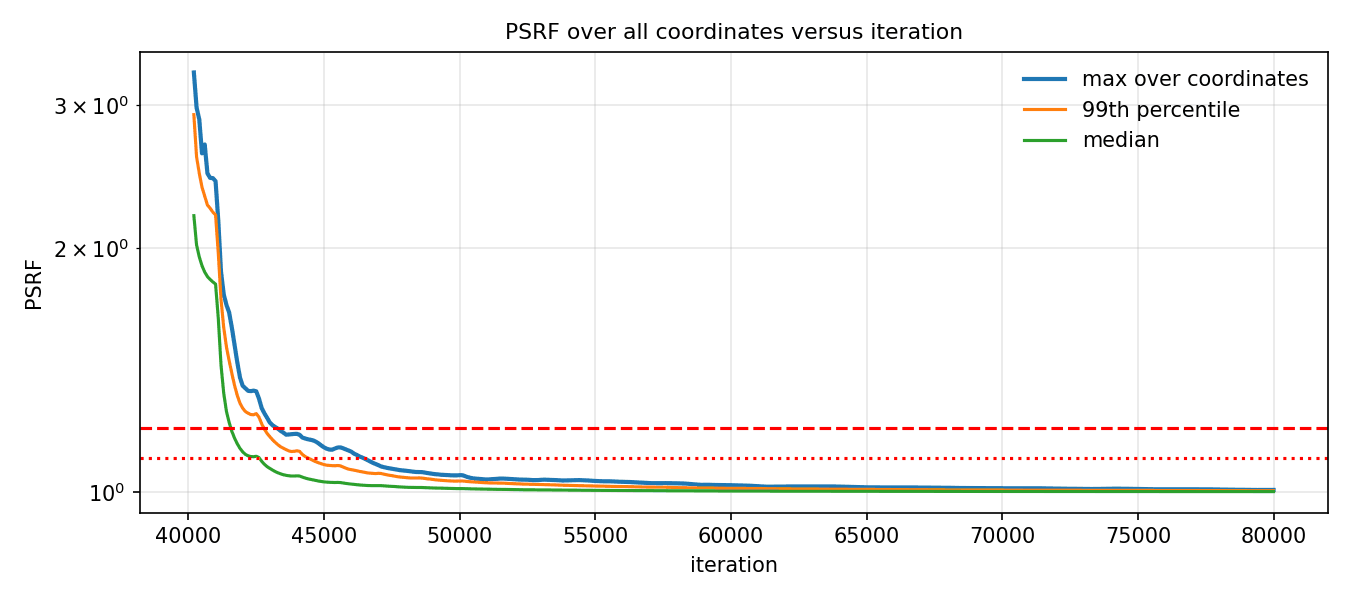 PSRF over all coordinates versus iteration
max over coordinates
99th percentile
median
3 × 10⁰
2 × 10⁰
10⁰
PSRF
40000 45000 50000 55000 60000 65000 70000 75000 80000
iteration